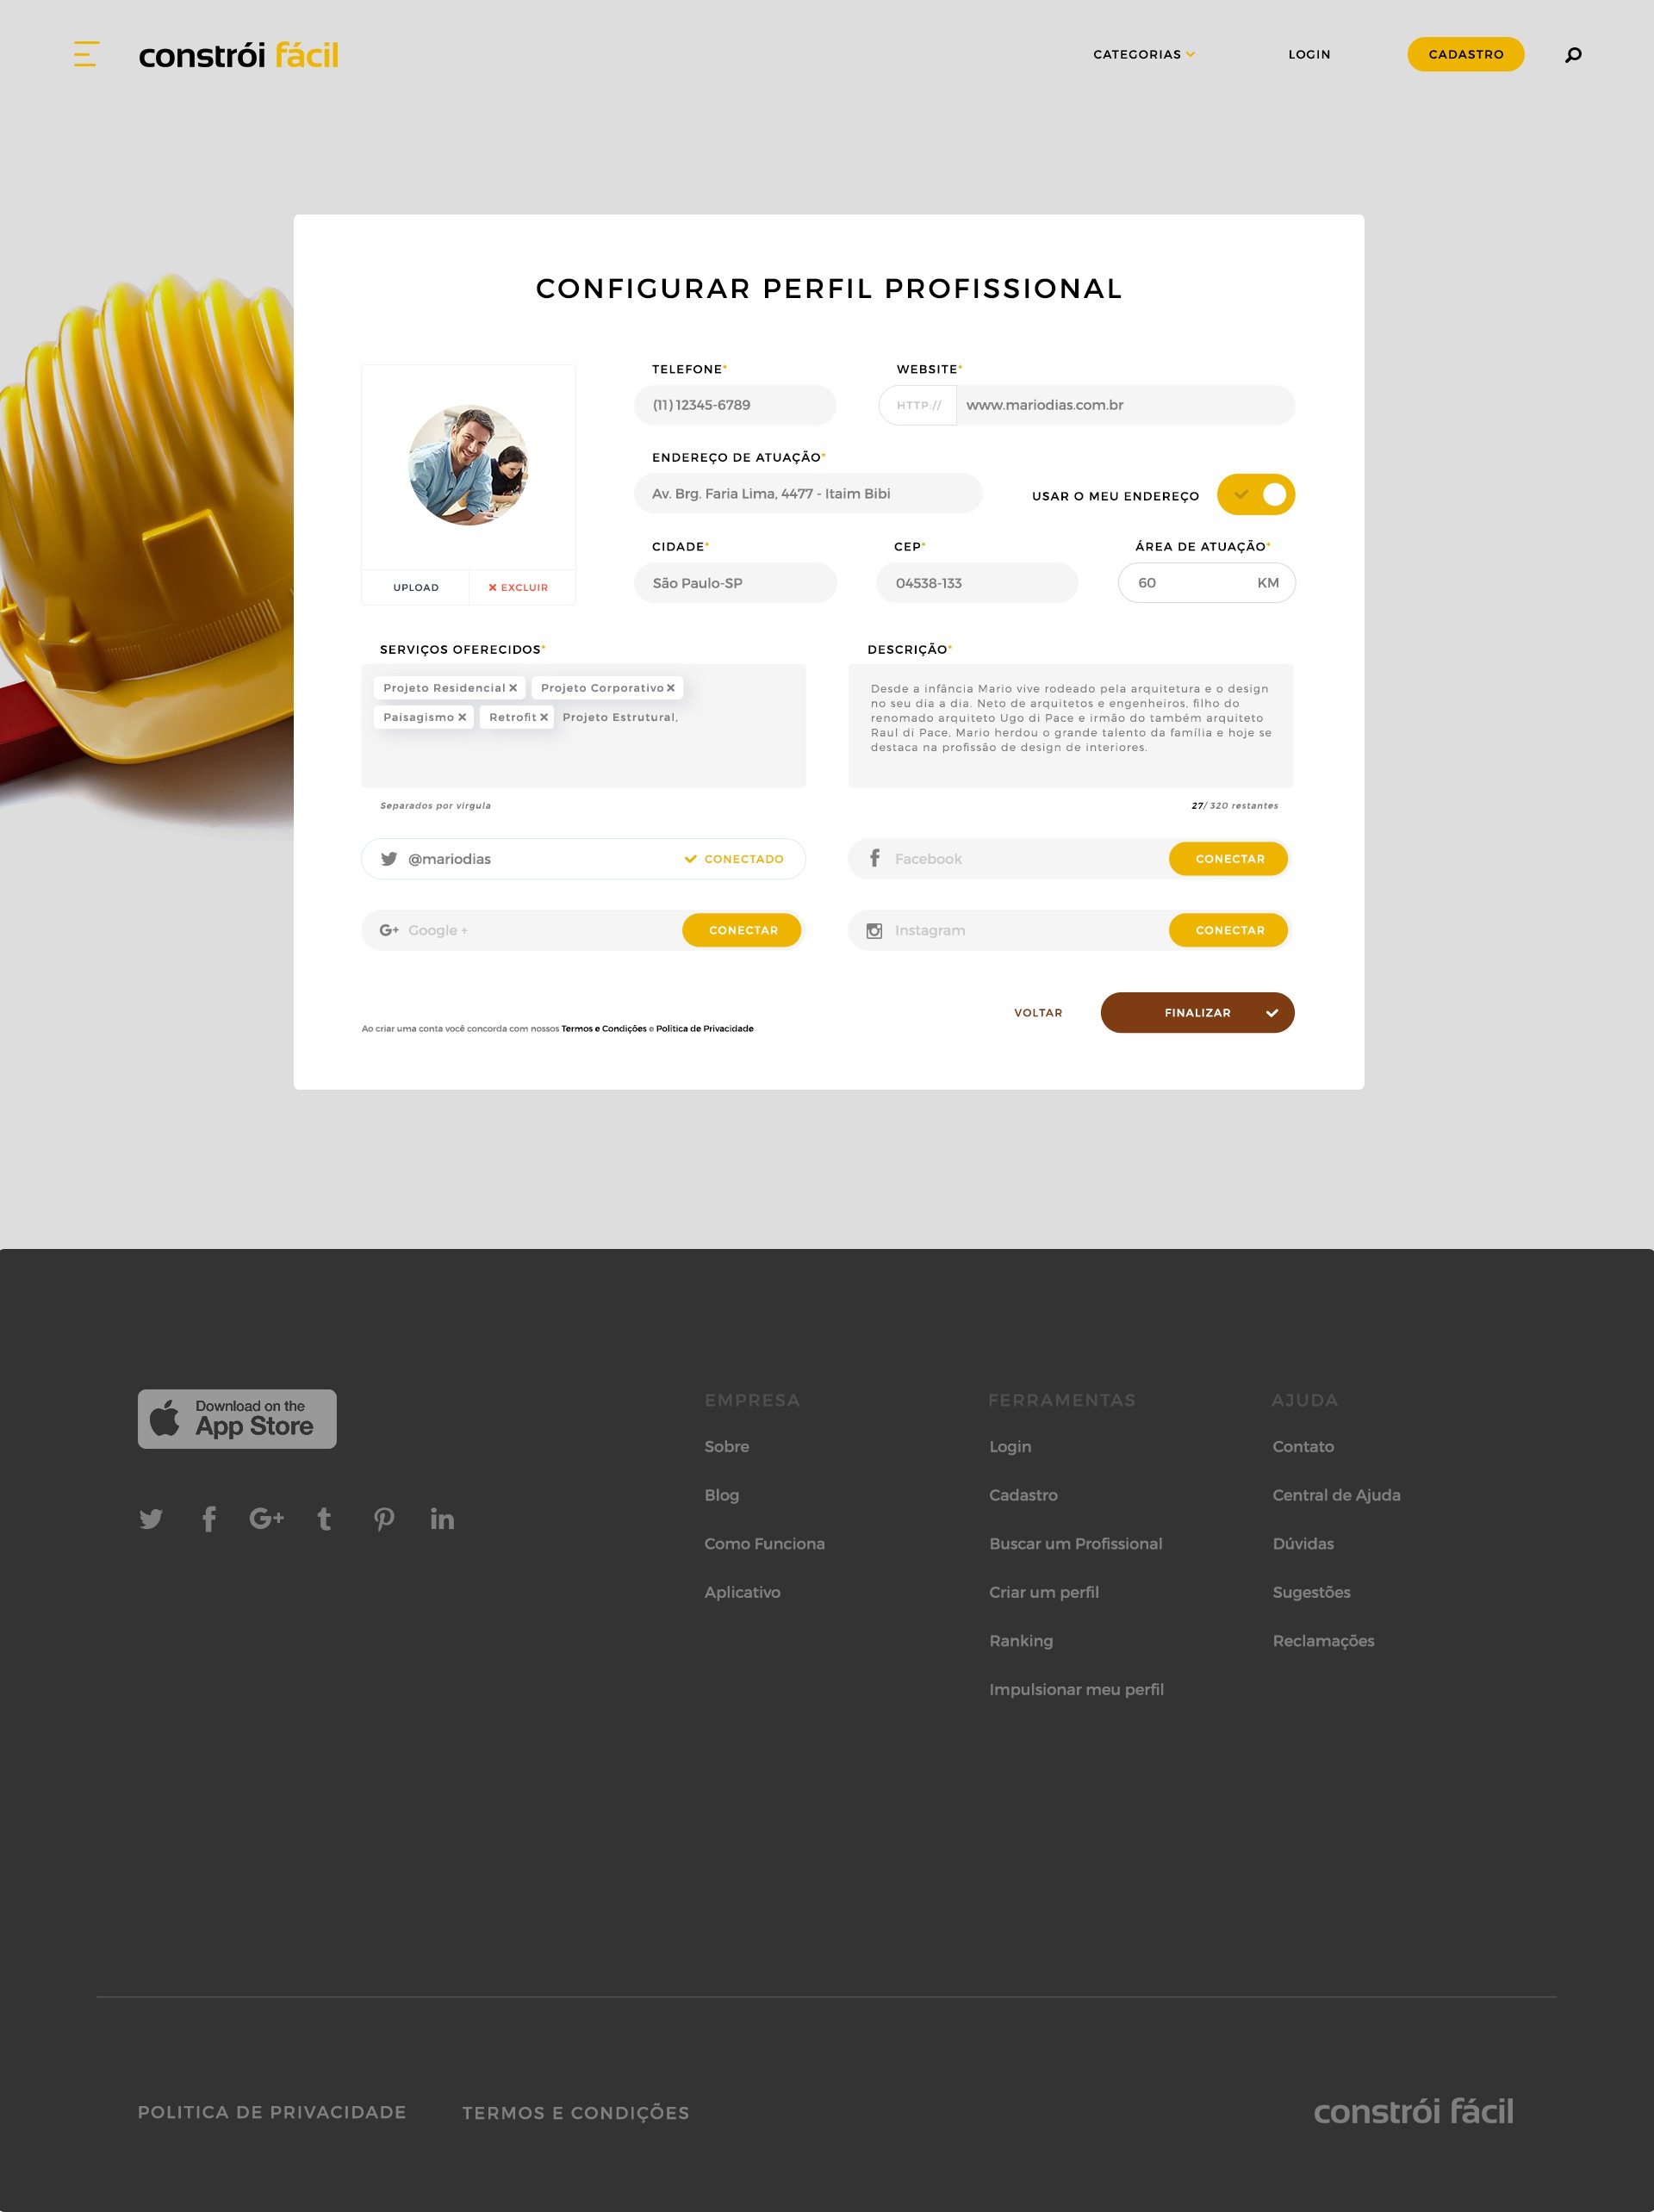 constrói fácil
CATEGORIAS
LOGIN
CADASTRO
CONFIGURAR PERFIL PROFISSIONAL
TELEFONE*
WEBSITE*
(11) 12345-6789
HTTP://
www.mariodias.com.br
ENDEREÇO DE ATUAÇÃO*
Av. Brg. Faria Lima, 4477 - Itaim Bibi
USAR O MEU ENDEREÇO
CIDADE*
CEP*
ÁREA DE ATUAÇÃO*
São Paulo-SP
04538-133
60
KM
UPLOAD
EXCLUIR
SERVIÇOS OFERECIDOS*
Projeto Residencial
Projeto Corporativo
Paisagismo
Retrofit
Projeto Estrutural,
Separados por virgula
DESCRIÇÃO*
Desde a infância Mario vive rodeado pela arquitetura e o design
no seu dia a dia. Neto de arquitetos e engenheiros, filho do
renomado arquiteto Ugo di Pace e irmão do também arquiteto
Raul di Pace, Mario herdou o grande talento da família e hoje se
destaca na profissão de design de interiores.
27/ 320 restantes
@mariodias
CONECTADO
Facebook
CONECTAR
Google +
CONECTAR
Instagram
CONECTAR
VOLTAR
FINALIZAR
Ao criar uma conta você concorda com nossos Termos e Condições e Politica de Privacidade
Download on the
App Store
EMPRESA
Sobre
Blog
Como Funciona
Aplicativo
FERRAMENTAS
Login
Cadastro
Buscar um Profissional
Criar um perfil
Ranking
Impulsionar meu perfil
AJUDA
Contato
Central de Ajuda
Dúvidas
Sugestões
Reclamações
POLITICA DE PRIVACIDADE
TERMOS E CONDIÇÕES
constrói fácil